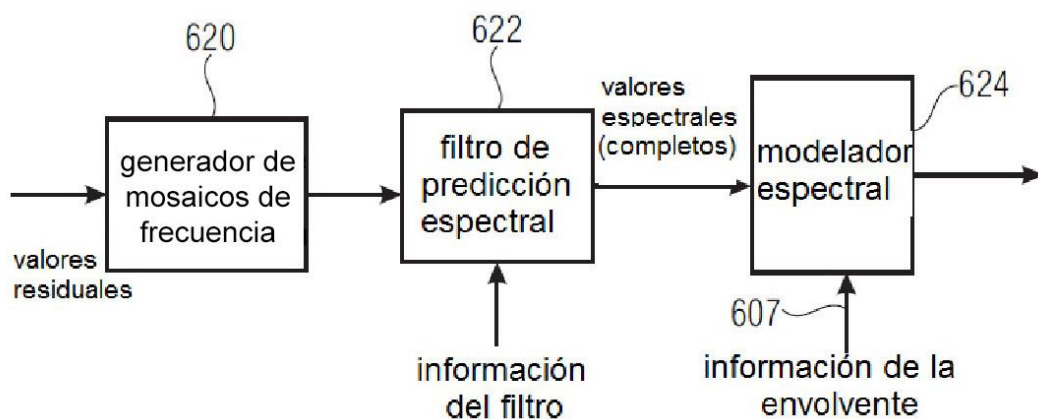 620
622
624
generador de
mosaicos de
frecuencia
filtro de
predicción
espectral
valores
espectrales
(completos)
modelador
espectral
valores
residuales
607
información
del filtro
información de la
envolvente